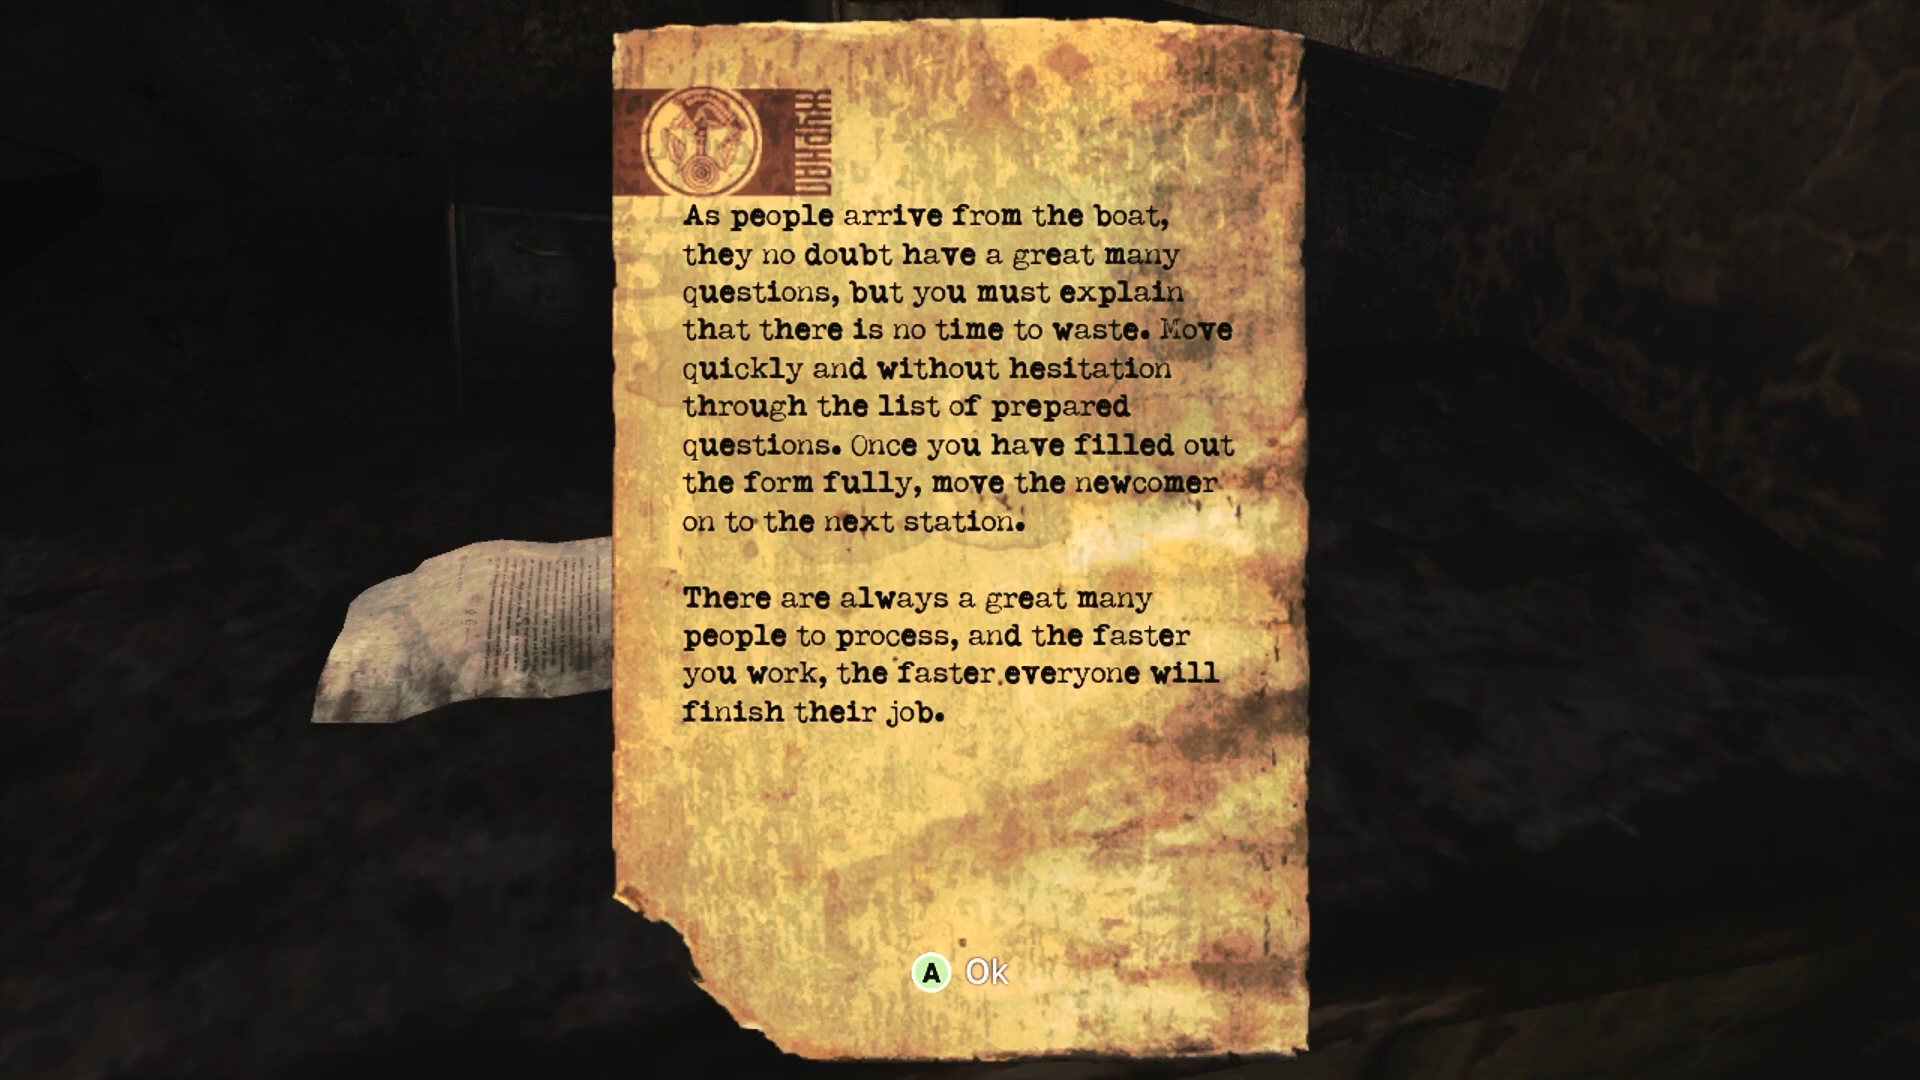 As people arrive from the boat,
they no doubt have a great many
questions, but you must explain
that there is no time to waste. Move
quickly and without hesitation
through the list of prepared
questions. Once you have filled out
the form fully, move the newcomer
on to the next station.
There are always a great many
people to process, and the faster
you work, the faster everyone will
finish their job.
A Ok